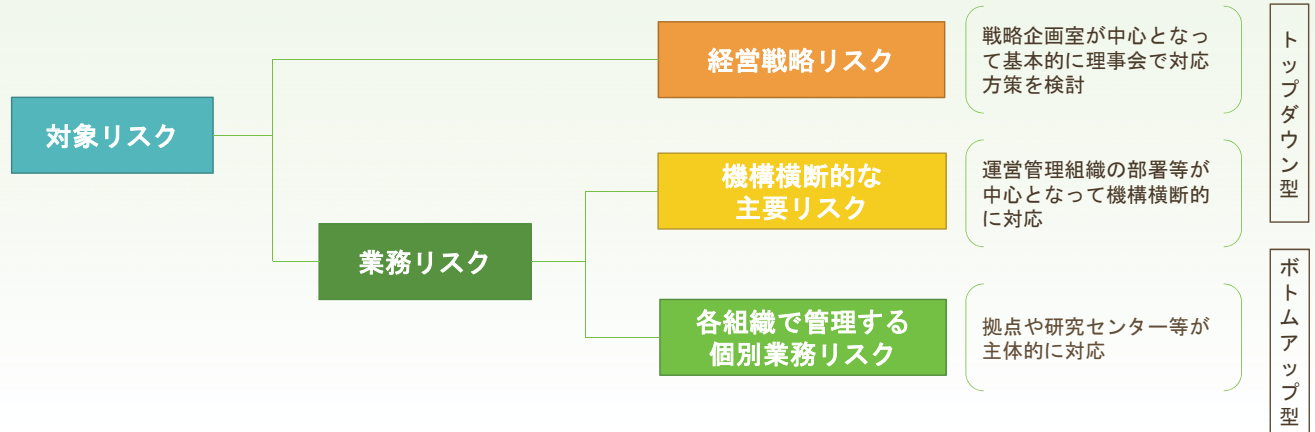 対象リスク
経営戦略リスク
戦略企画室が中心となっ
て基本的に理事会で対応
方策を検討
トップダウン型
業務リスク
機構横断的な
主要リスク
運営管理組織の部署等が
中心となって機構横断的
に対応
各組織で管理する
個別業務リスク
拠点や研究センター等が
主体的に対応
ボトムアップ型